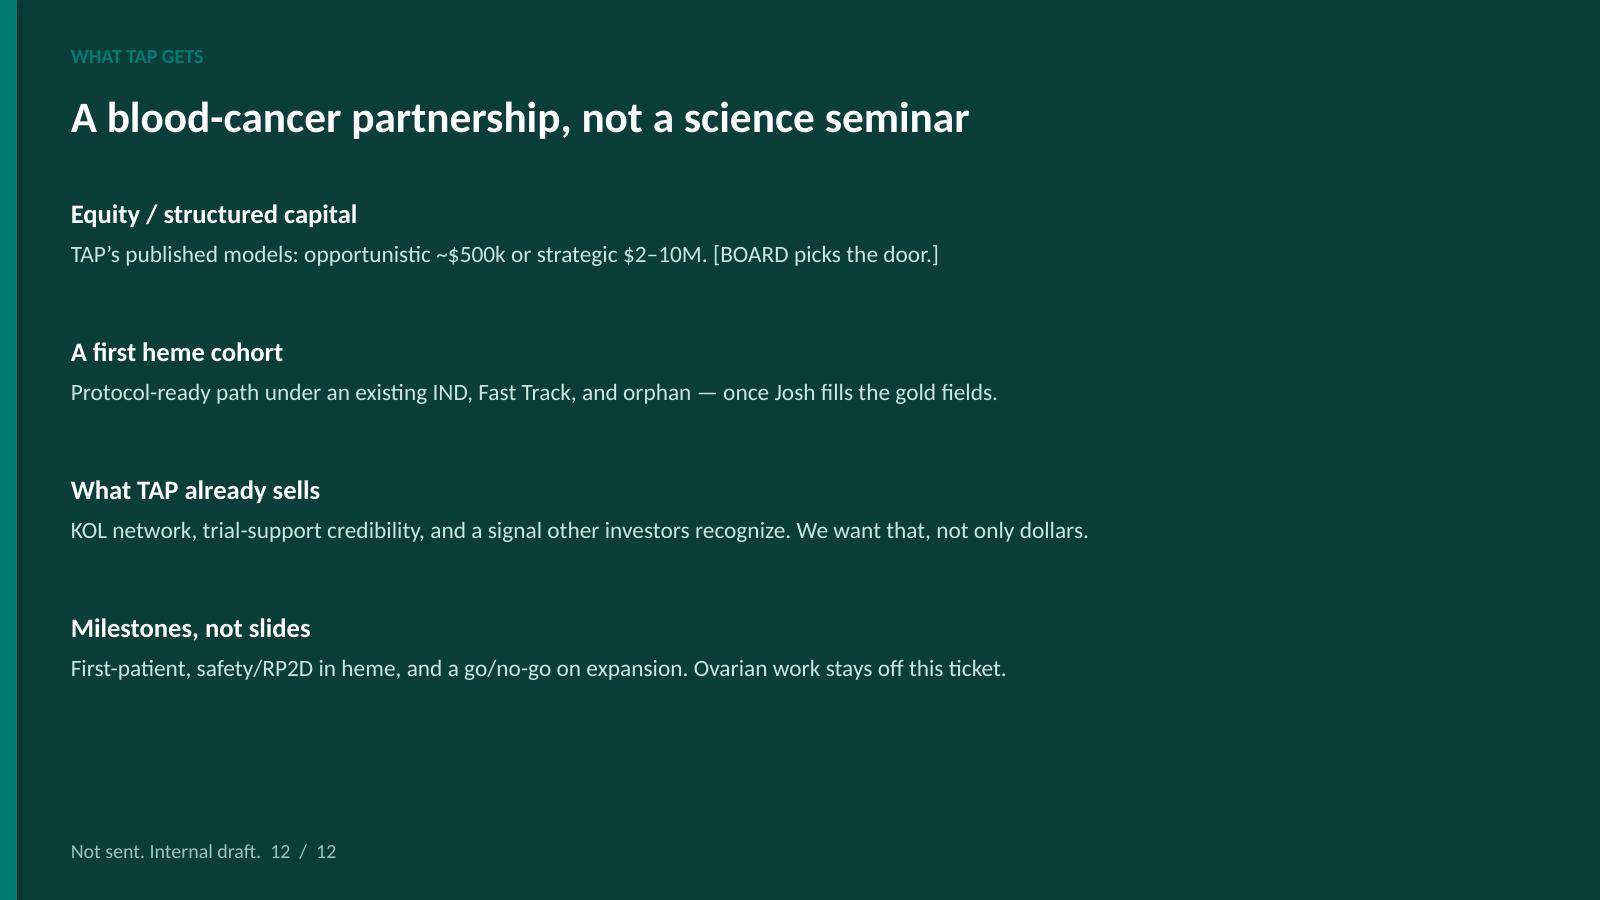 WHAT TAP GETS
A blood-cancer partnership, not a science seminar
Equity / structured capital
TAP’s published models: opportunistic ~$500k or strategic $2–10M. [BOARD picks the door.]
A first heme cohort
Protocol-ready path under an existing IND, Fast Track, and orphan — once Josh fills the gold fields.
What TAP already sells
KOL network, trial-support credibility, and a signal other investors recognize. We want that, not only dollars.
Milestones, not slides
First-patient, safety/RP2D in heme, and a go/no-go on expansion. Ovarian work stays off this ticket.
Not sent. Internal draft. 12 / 12